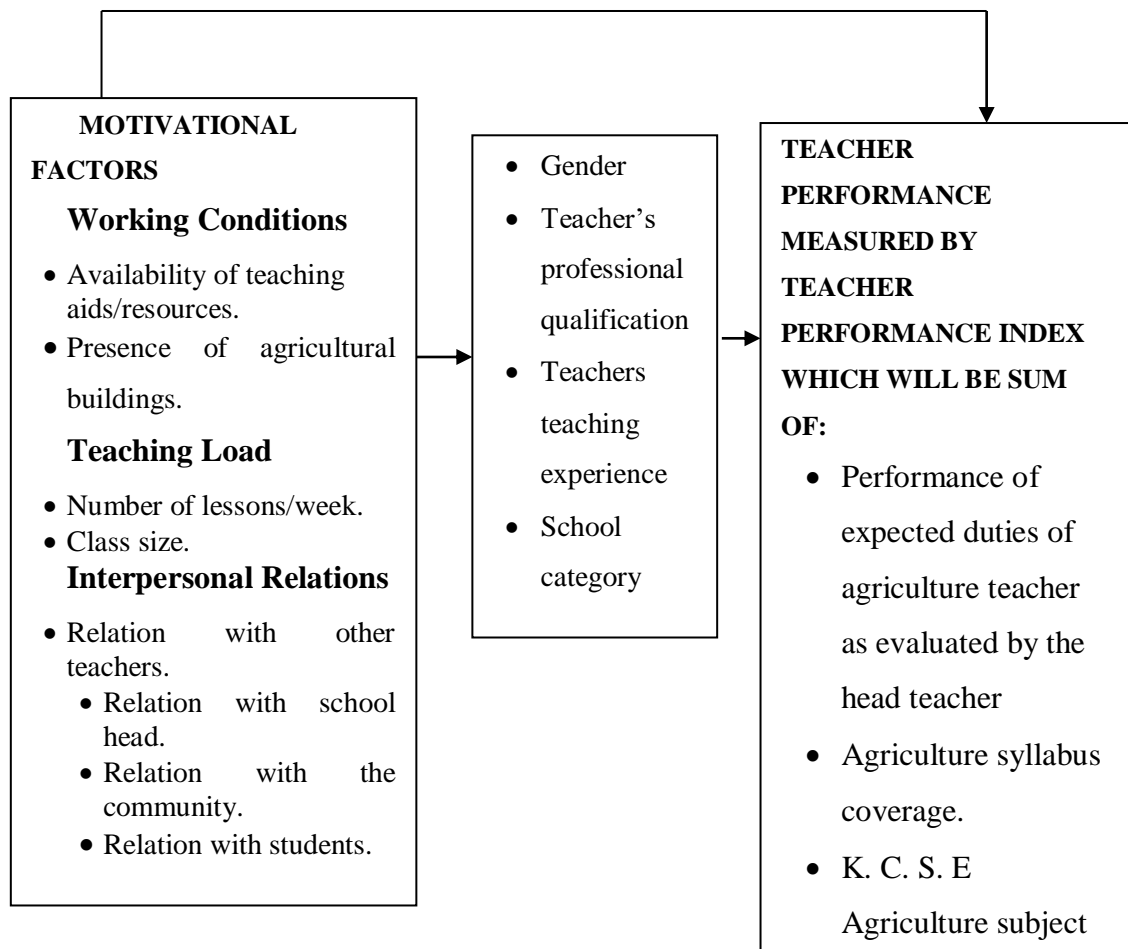 MOTIVATIONAL
FACTORS
Working Conditions
• Availability of teaching
aids/resources.
• Presence of agricultural
buildings.
Teaching Load
• Number of lessons/week.
• Class size.
Interpersonal Relations
• Relation with other
teachers.
• Relation with school
head.
• Relation with the
community.
• Relation with students.
• Gender
• Teacher’s
professional
qualification
• Teachers
teaching
experience
• School
category
TEACHER
PERFORMANCE
MEASURED BY
TEACHER
PERFORMANCE INDEX
WHICH WILL BE SUM
OF:
• Performance of
expected duties of
agriculture teacher
as evaluated by the
head teacher
• Agriculture syllabus
coverage.
• K. C. S. E
Agriculture subject